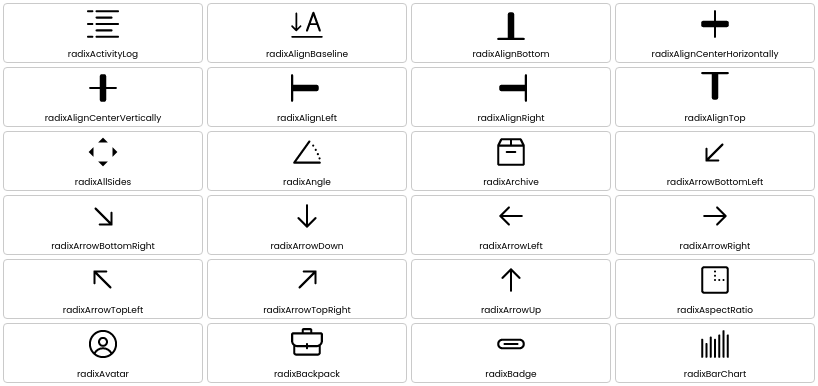 radixActivityLog
radixAlignBaseline
radixAlignBottom
radixAlignCenterHorizontally
radixAlignCenterVertically
radixAlignLeft
radixAlignRight
radixAlignTop
radixAllSides
radixAngle
radixArchive
radixArrowBottomLeft
radixArrowBottomRight
radixArrowDown
radixArrowLeft
radixArrowRight
radixArrowTopLeft
radixArrowTopRight
radixArrowUp
radixAspectRatio
radixAvatar
radixBackpack
radixBadge
radixBarChart